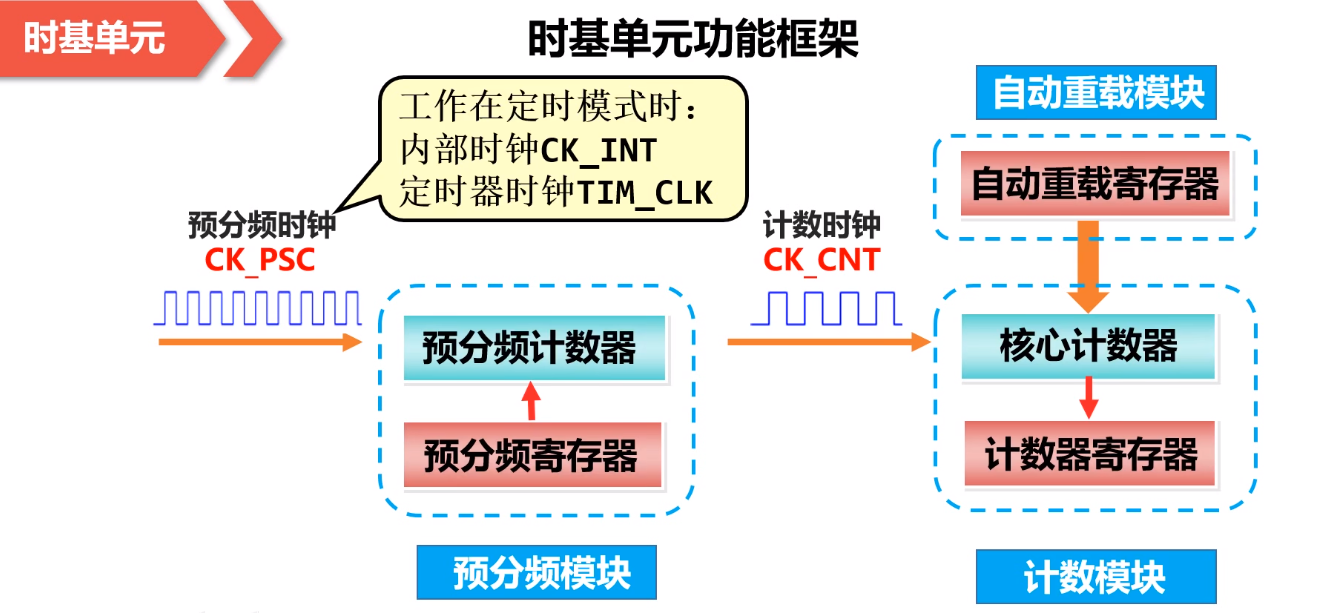 时基单元
时基单元功能框架
工作在定时模式时：
内部时钟CK_INT
定时器时钟TIM_CLK
自动重载模块
自动重载寄存器
预分频时钟
CK_PSC
计数时钟
CK_CNT
预分频计数器
预分频寄存器
预分频模块
核心计数器
计数器寄存器
计数模块